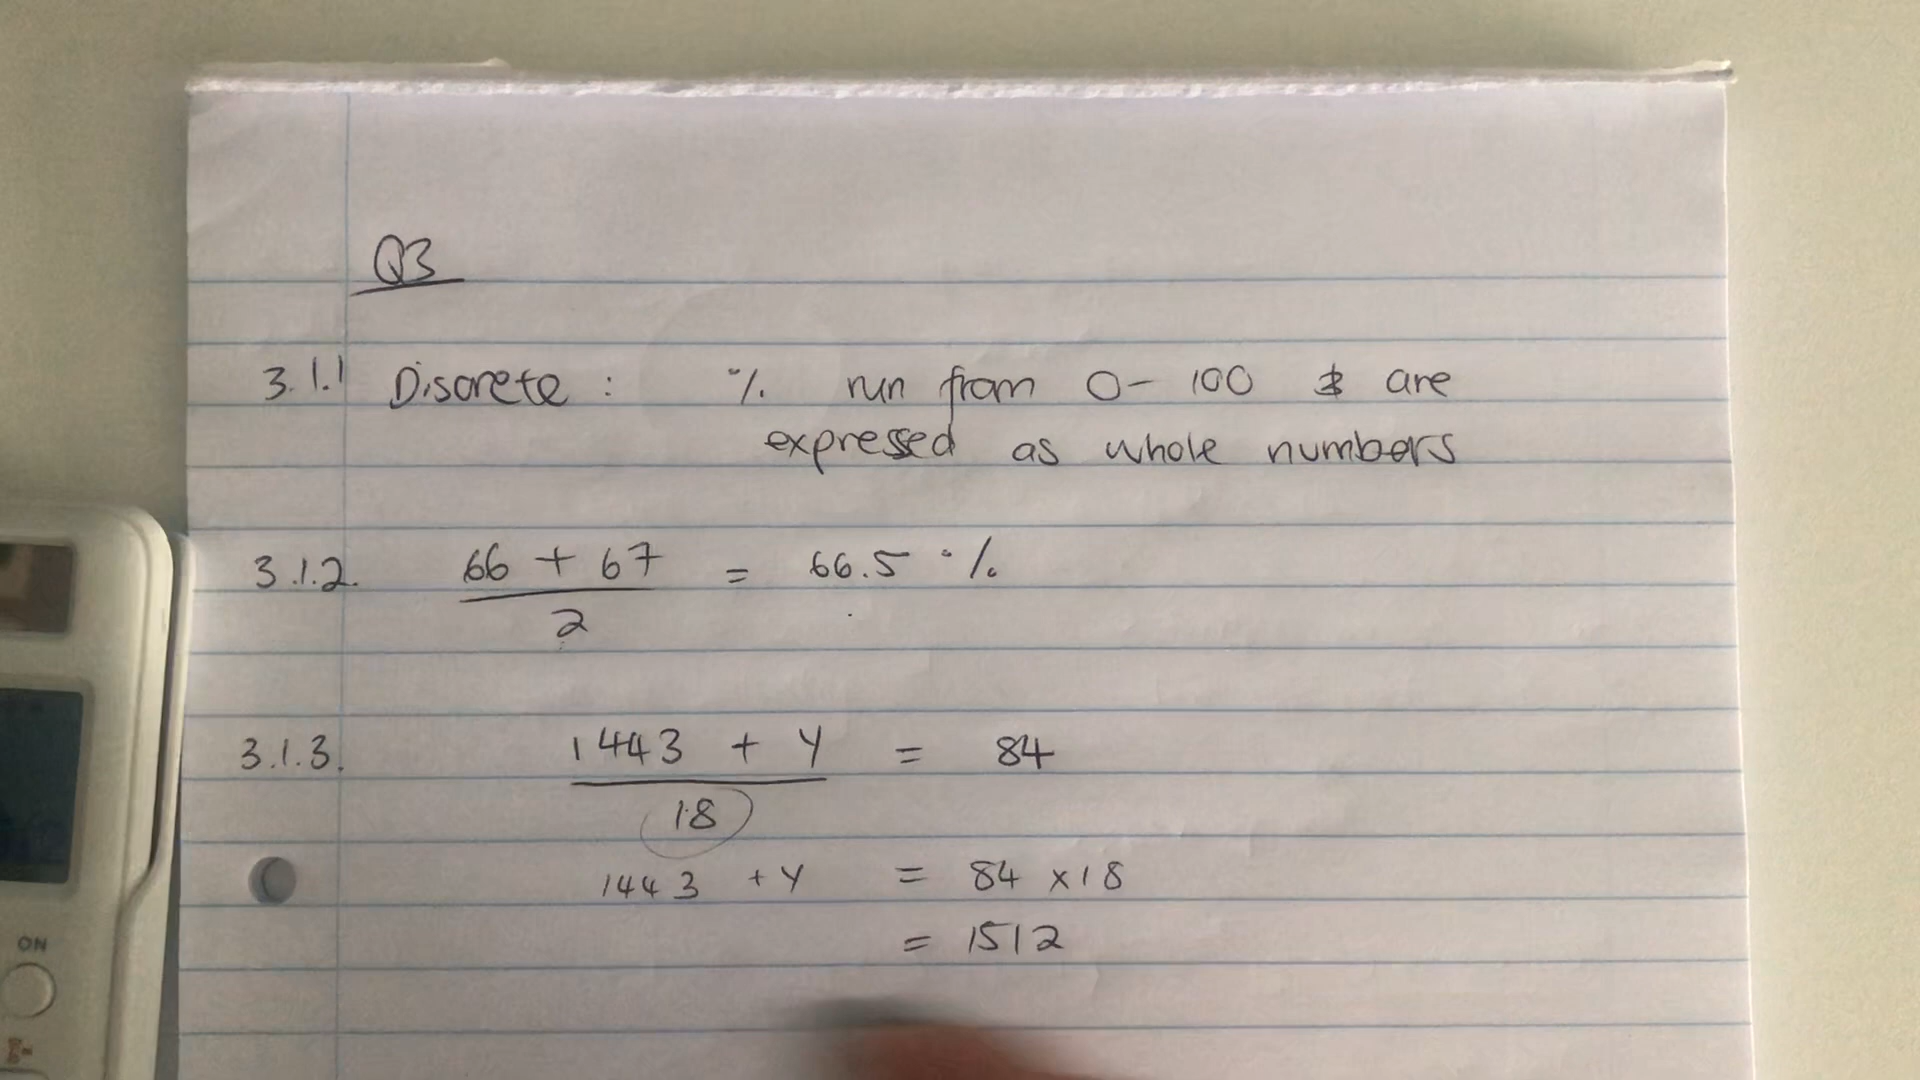 Q3
3.1.1 Discrete : % run from 0 - 100 & are
expressed as whole numbers
3.1.2. 66 + 67 = 66.5 %
2
3.1.3. 1443 + y = 84
18
1443 + y = 84 x 18
= 1512
ON